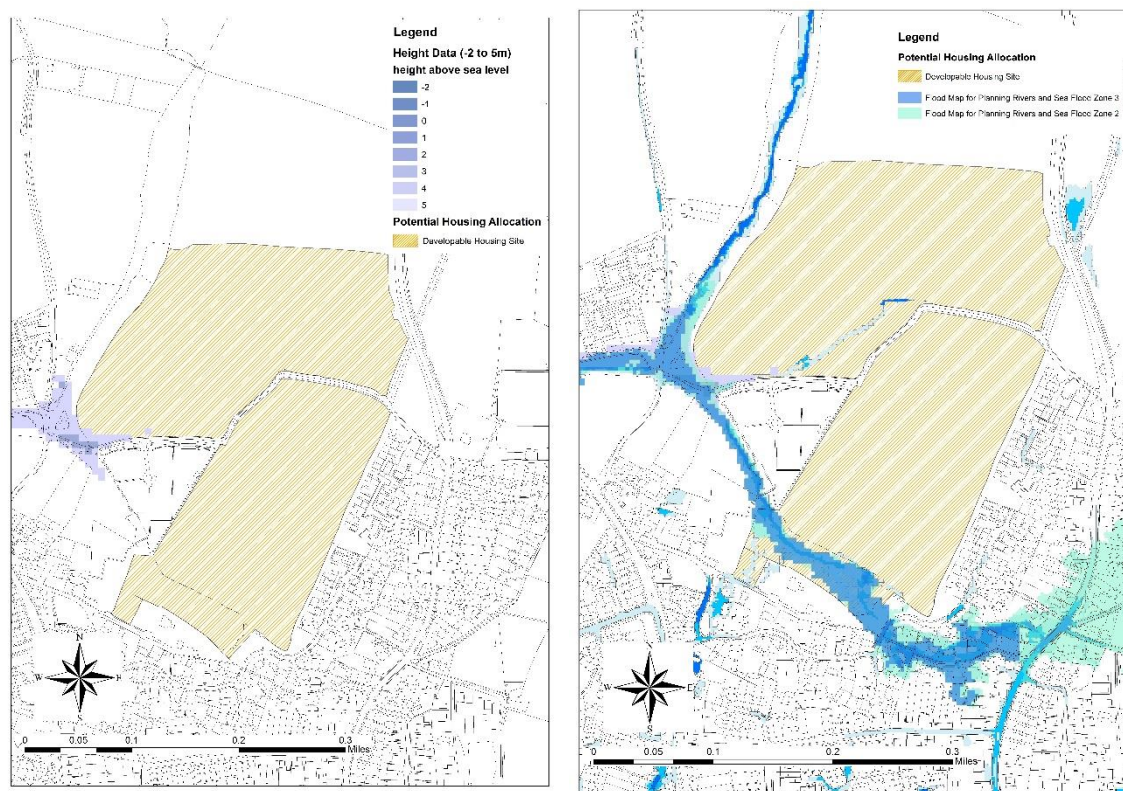 Legend
Height Data (-2 to 5m)
height above sea level
-2
-1
0
1
2
3
4
5
Potential Housing Allocation
Developable Housing Site
N
W E
S
0 0.05 0.1 0.2 0.3
Miles
Legend
Potential Housing Allocation
Developable Housing Site
Flood Map for Planning Rivers and Sea Flood Zone 3
Flood Map for Planning Rivers and Sea Flood Zone 2
N
W E
S
0 0.05 0.1 0.2 0.3
Miles